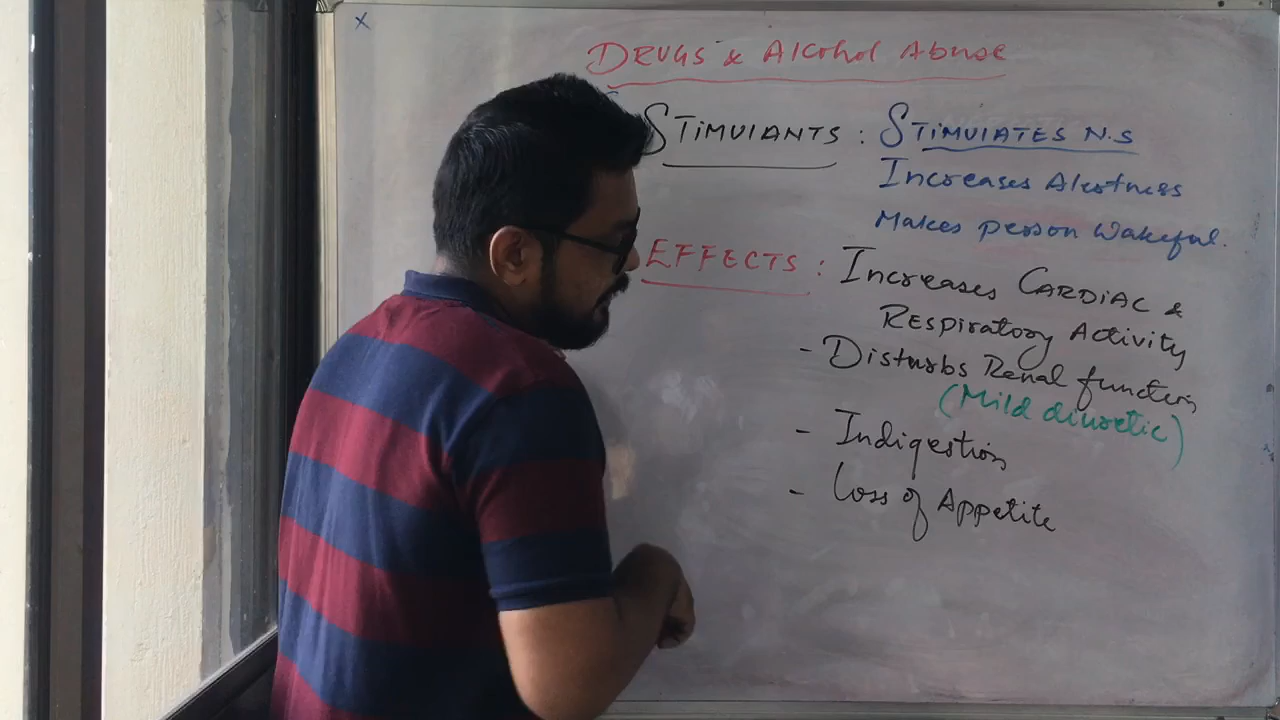 x
DRUGS & Alcohol Abuse
STIMULANTS : STIMULATES N.S
Increases Alertness
Makes person Wakeful.
EFFECTS : Increases CARDIAC &
RESpiratory Activity
- Disturbs Renal function
(Mild diuretic)
- Indigestion
- Loss of Appetite